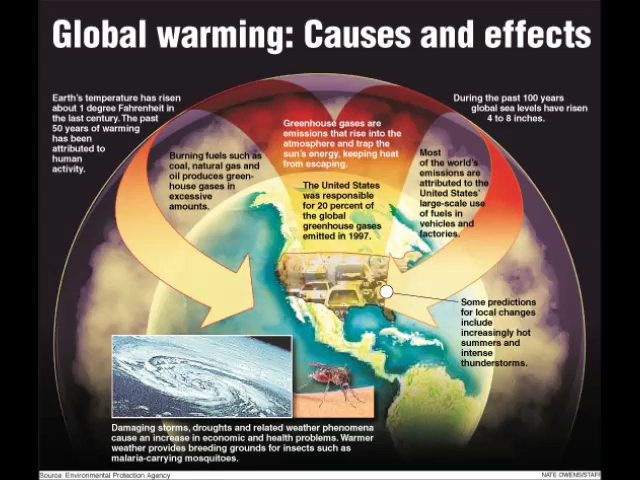 Global warming: Causes and effects
Earth's temperature has risen
about 1 degree Fahrenheit in
the last century. The past
50 years of warming
has been
attributed to
human
activity.
Burning fuels such as
coal, natural gas and
oil produces green-
house gases in
excessive
amounts.
Greenhouse gases are
emissions that rise into the
atmosphere and trap the
sun's energy, keeping heat
from escaping.
The United States
was responsible
for 20 percent of
the global
greenhouse gases
emitted in 1997.
Most
of the world's
emissions are
attributed to the
United States'
large-scale use
of fuels in
vehicles and
factories.
During the past 100 years
global sea levels have risen
4 to 8 inches.
Some predictions
for local changes
include
increasingly hot
summers and
intense
thunderstorms.
Damaging storms, droughts and related weather phenomena
cause an increase in economic and health problems. Warmer
weather provides breeding grounds for insects such as
malaria-carrying mosquitoes.
Source: Environmental Protection Agency
NATE OWENS/STAFF